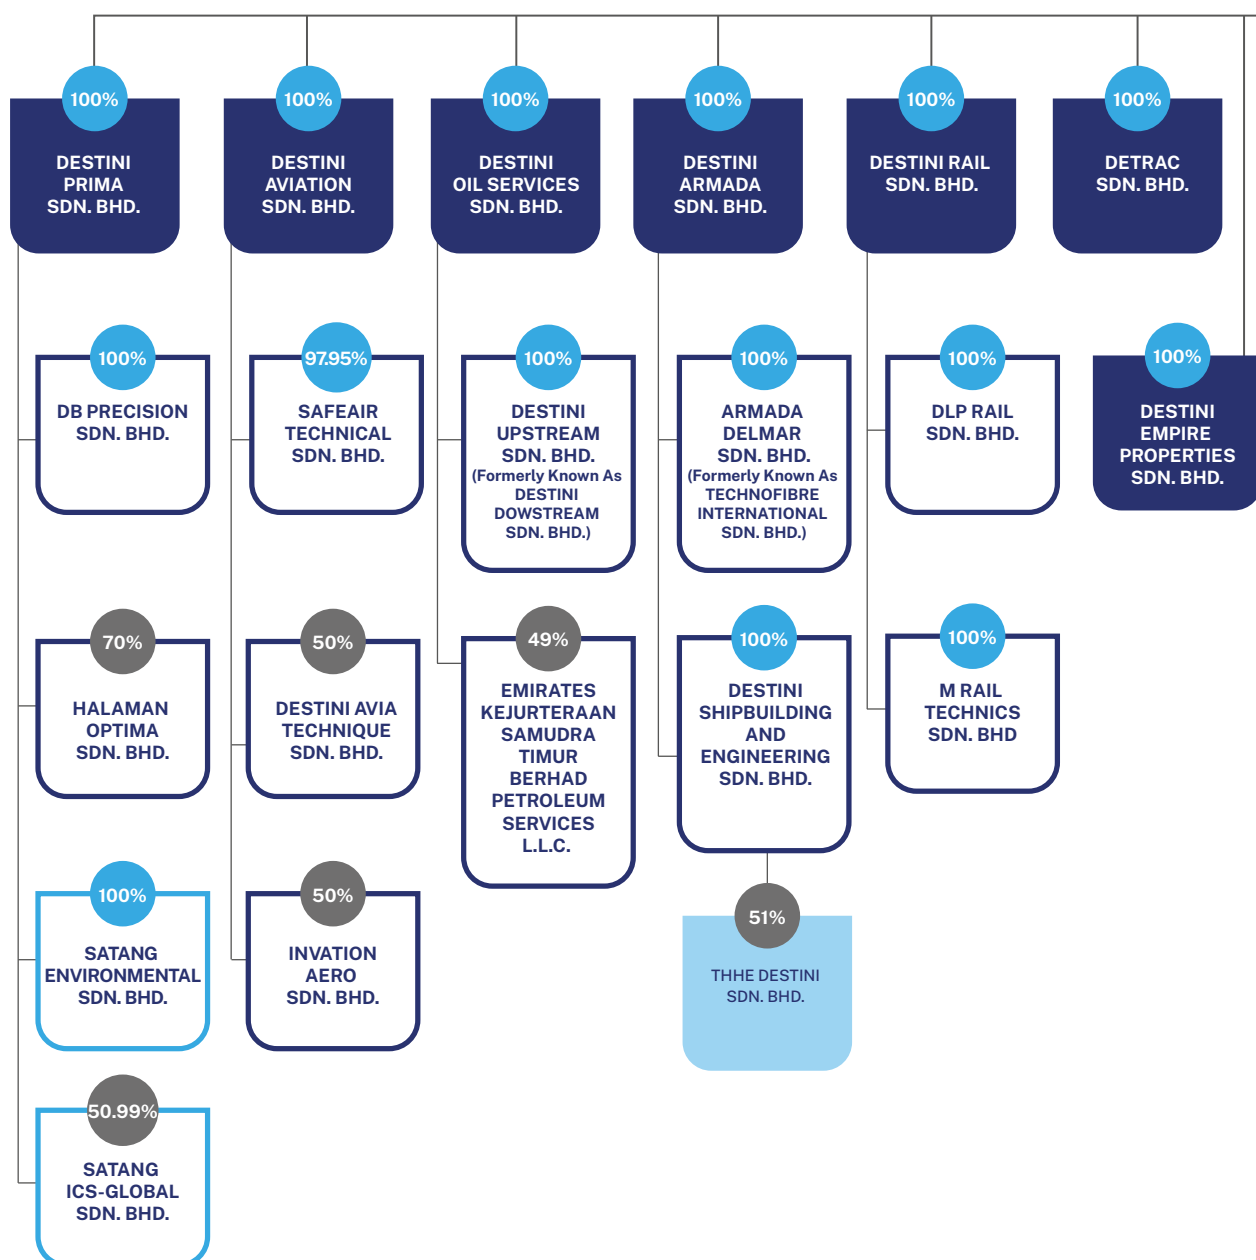 100%
DESTINI
PRIMA
SDN. BHD.
100%
DESTINI
AVIATION
SDN. BHD.
100%
DESTINI
OIL SERVICES
SDN. BHD.
100%
DESTINI
ARMADA
SDN. BHD.
100%
DESTINI RAIL
SDN. BHD.
100%
DETRAC
SDN. BHD.
100%
DB PRECISION
SDN. BHD.
97.95%
SAFEAIR
TECHNICAL
SDN. BHD.
100%
DESTINI
UPSTREAM
SDN. BHD.
(Formerly Known As
DESTINI
DOWSTREAM
SDN. BHD.)
100%
ARMADA
DELMAR
SDN. BHD.
(Formerly Known As
TECHNOFIBRE
INTERNATIONAL
SDN. BHD.)
100%
DLP RAIL
SDN. BHD.
100%
DESTINI
EMPIRE
PROPERTIES
SDN. BHD.
70%
HALAMAN
OPTIMA
SDN. BHD.
50%
DESTINI AVIA
TECHNIQUE
SDN. BHD.
49%
EMIRATES
KEJURTERAAN
SAMUDRA
TIMUR
BERHAD
PETROLEUM
SERVICES
L.L.C.
100%
DESTINI
SHIPBUILDING
AND
ENGINEERING
SDN. BHD.
100%
M RAIL
TECHNICS
SDN. BHD
100%
SATANG
ENVIRONMENTAL
SDN. BHD.
50%
INVATION
AERO
SDN. BHD.
51%
THHE DESTINI
SDN. BHD.
50.99%
SATANG
ICS-GLOBAL
SDN. BHD.